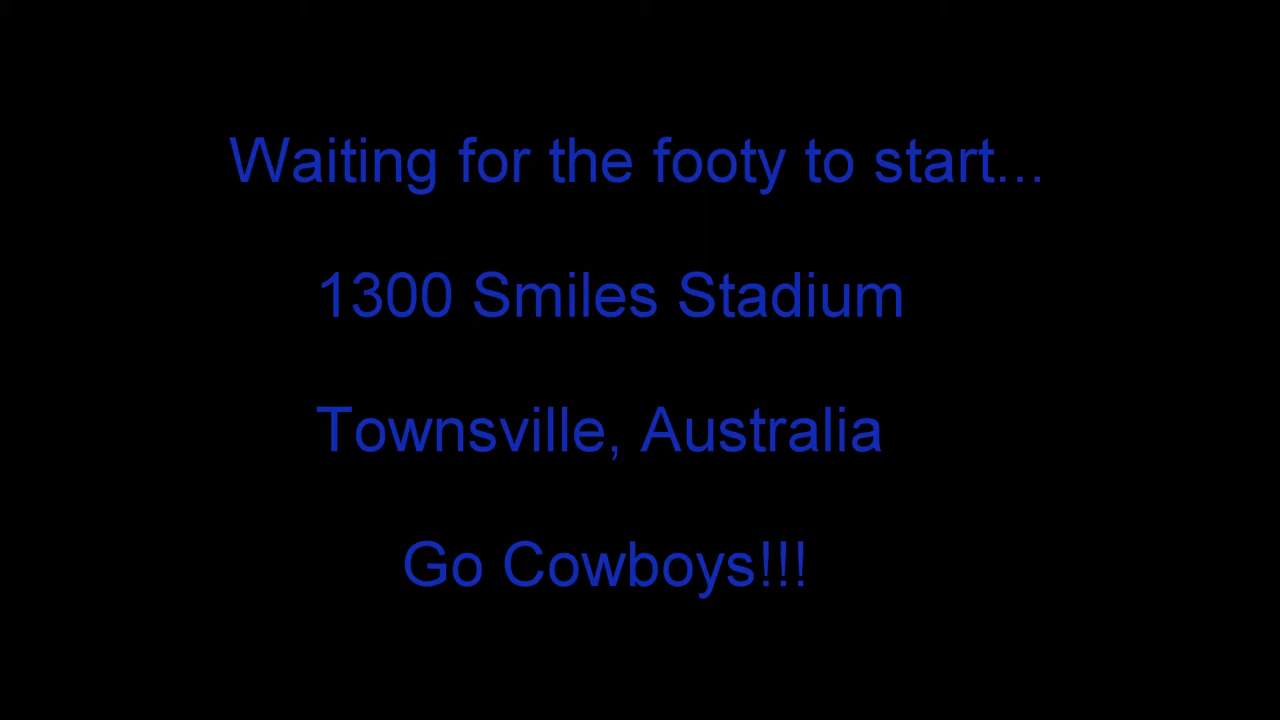 Waiting for the footy to start...
1300 Smiles Stadium
Townsville, Australia
Go Cowboys!!!